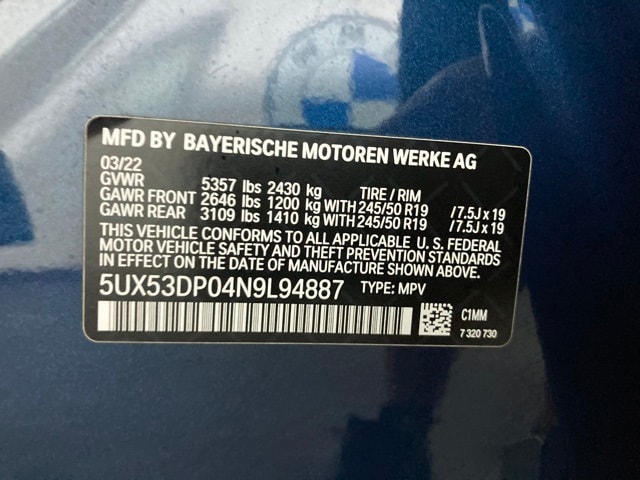 MFD BY BAYERISCHE MOTOREN WERKE AG
03/22
GVWR 5357 lbs 2430 kg TIRE / RIM
GAWR FRONT 2646 lbs 1200 kg WITH 245/50 R19 / 7.5J x 19
GAWR REAR 3109 lbs 1410 kg WITH 245/50 R19 / 7.5J x 19
THIS VEHICLE CONFORMS TO ALL APPLICABLE U. S. FEDERAL
MOTOR VEHICLE SAFETY AND THEFT PREVENTION STANDARDS
IN EFFECT ON THE DATE OF MANUFACTURE SHOWN ABOVE.
5UX53DP04N9L94887 TYPE: MPV
C1MM
7 320 730